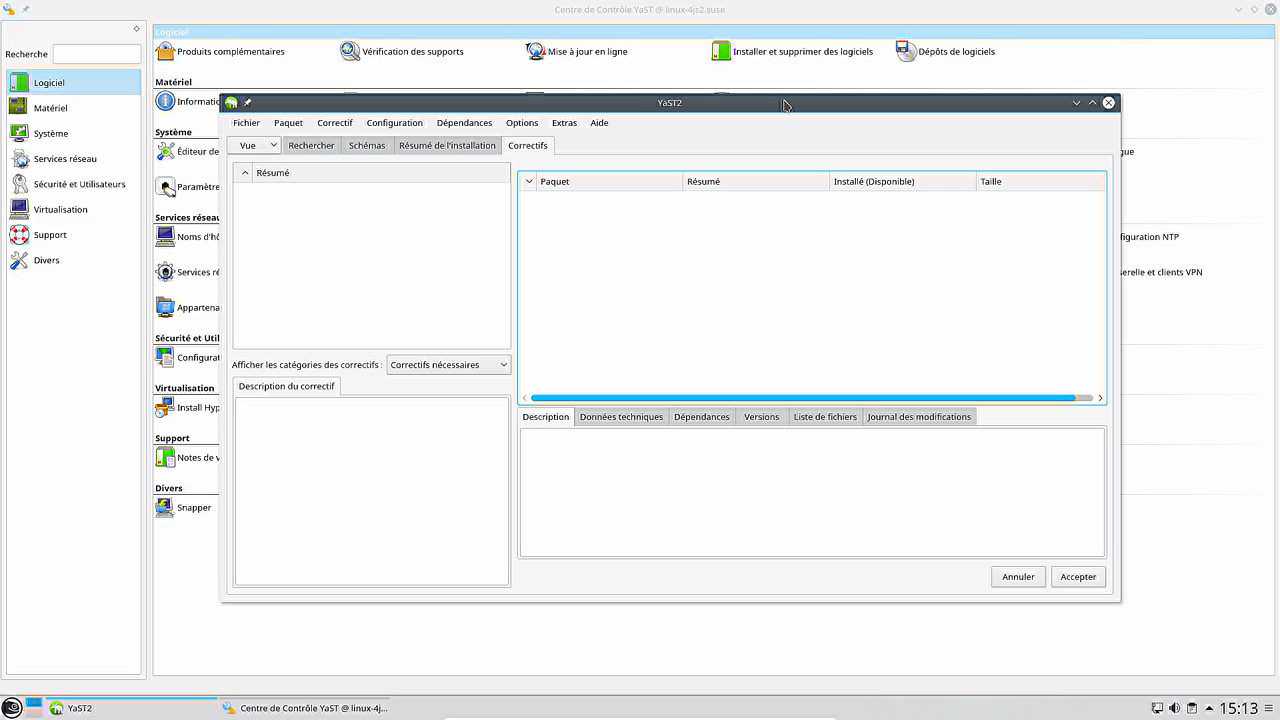 Centre de Contrôle YaST @ linux-4js2.suse
Recherche
Logiciel
Matériel
Système
Services réseau
Sécurité et Utilisateurs
Virtualisation
Support
Divers
Logiciel
Produits complémentaires
Vérification des supports
Mise à jour en ligne
Installer et supprimer des logiciels
Dépôts de logiciels
Matériel
Informatic
Système
Éditeur de
gue
Paramètre
Services réseau
Noms d'hô
figuration NTP
Services ré
serelle et clients VPN
Appartena
Sécurité et Util
Configurat
Virtualisation
Install Hyp
Support
Notes de v
Divers
Snapper
YaST2
Fichier Paquet Correctif Configuration Dépendances Options Extras Aide
Vue Rechercher Schémas Résumé de l'installation Correctifs
Résumé
Paquet Résumé Installé (Disponible) Taille
Afficher les catégories des correctifs : Correctifs nécessaires
Description du correctif
Description Données techniques Dépendances Versions Liste de fichiers Journal des modifications
Annuler Accepter
YaST2
Centre de Contrôle YaST @ linux-4j...
15:13